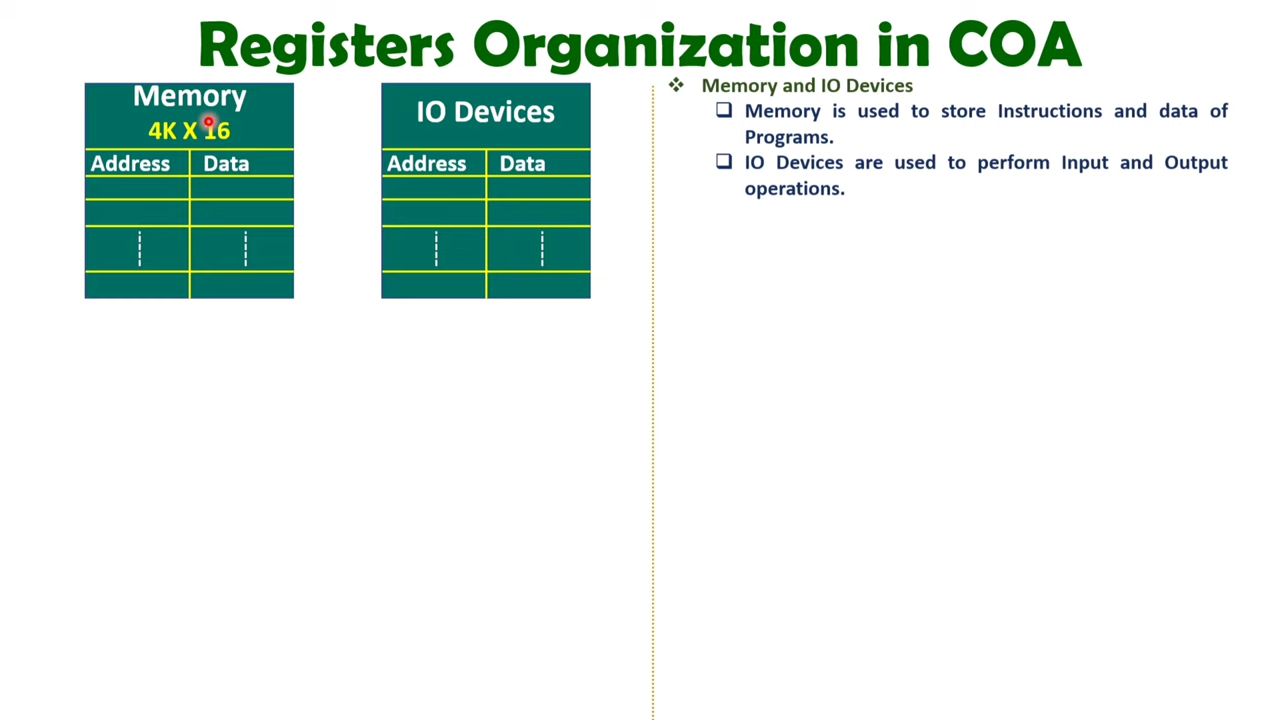 Registers Organization in COA
Memory
4K X 16
Address Data
IO Devices
Address Data
❖ Memory and IO Devices
❑ Memory is used to store Instructions and data of
Programs.
❑ IO Devices are used to perform Input and Output
operations.